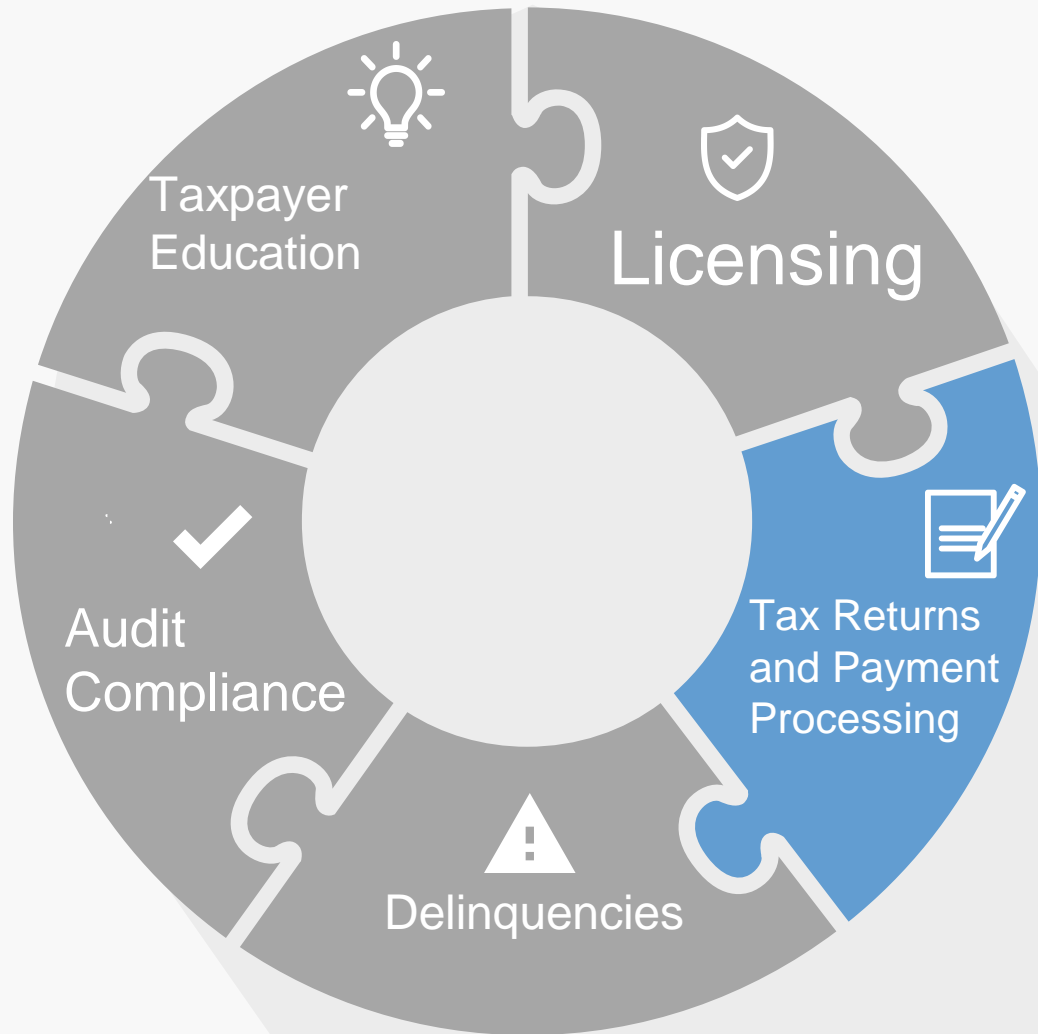 Taxpayer
Education
Licensing
Tax Returns
and Payment
Processing
Delinquencies
Audit
Compliance